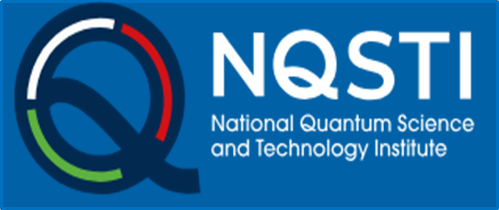 NQSTI
National Quantum Science
and Technology Institute